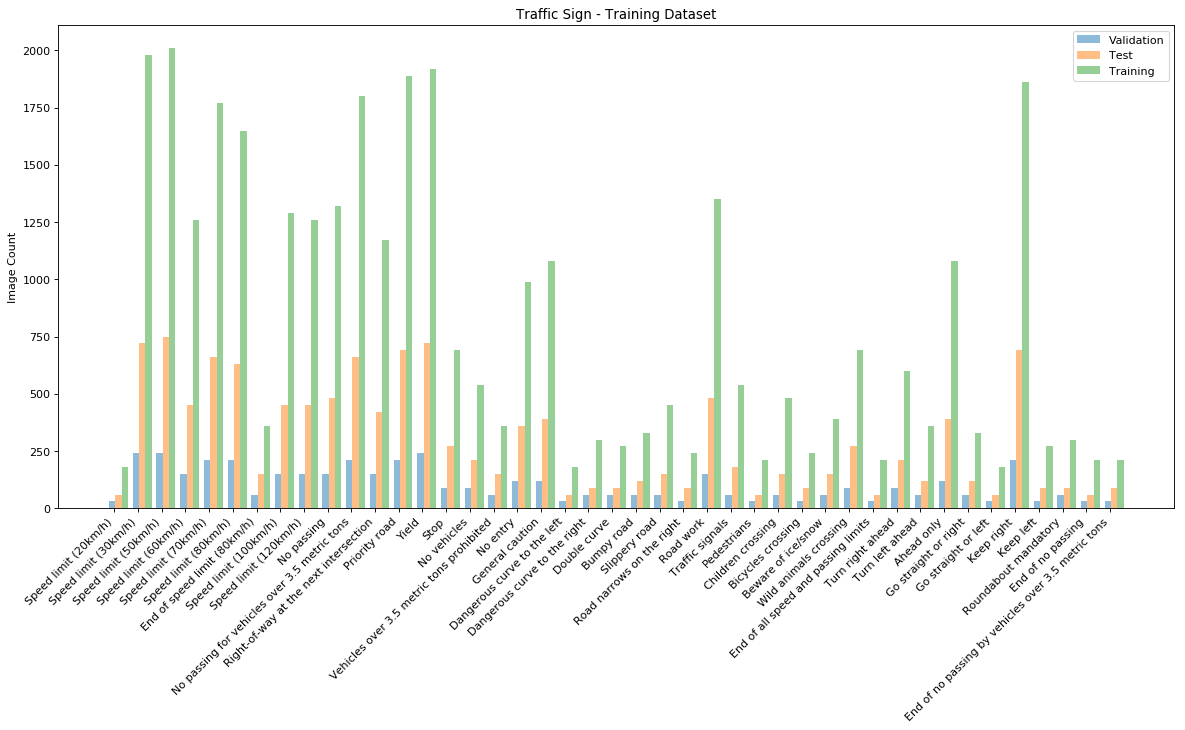 Traffic Sign - Training Dataset
Validation
Test
Training
Image Count
2000
1750
1500
1250
1000
750
500
250
0
Speed limit (20km/h)
Speed limit (30km/h)
Speed limit (50km/h)
Speed limit (60km/h)
Speed limit (70km/h)
Speed limit (80km/h)
End of speed limit (80km/h)
Speed limit (100km/h)
Speed limit (120km/h)
No passing
No passing for vehicles over 3.5 metric tons
Right-of-way at the next intersection
Priority road
Yield
Stop
No vehicles
Vehicles over 3.5 metric tons prohibited
No entry
General caution
Dangerous curve to the left
Dangerous curve to the right
Double curve
Bumpy road
Slippery road
Road narrows on the right
Road work
Traffic signals
Pedestrians
Children crossing
Bicycles crossing
Beware of ice/snow
Wild animals crossing
End of all speed and passing limits
Turn right ahead
Turn left ahead
Ahead only
Go straight or right
Go straight or left
Keep right
Keep left
Roundabout mandatory
End of no passing
End of no passing by vehicles over 3.5 metric tons